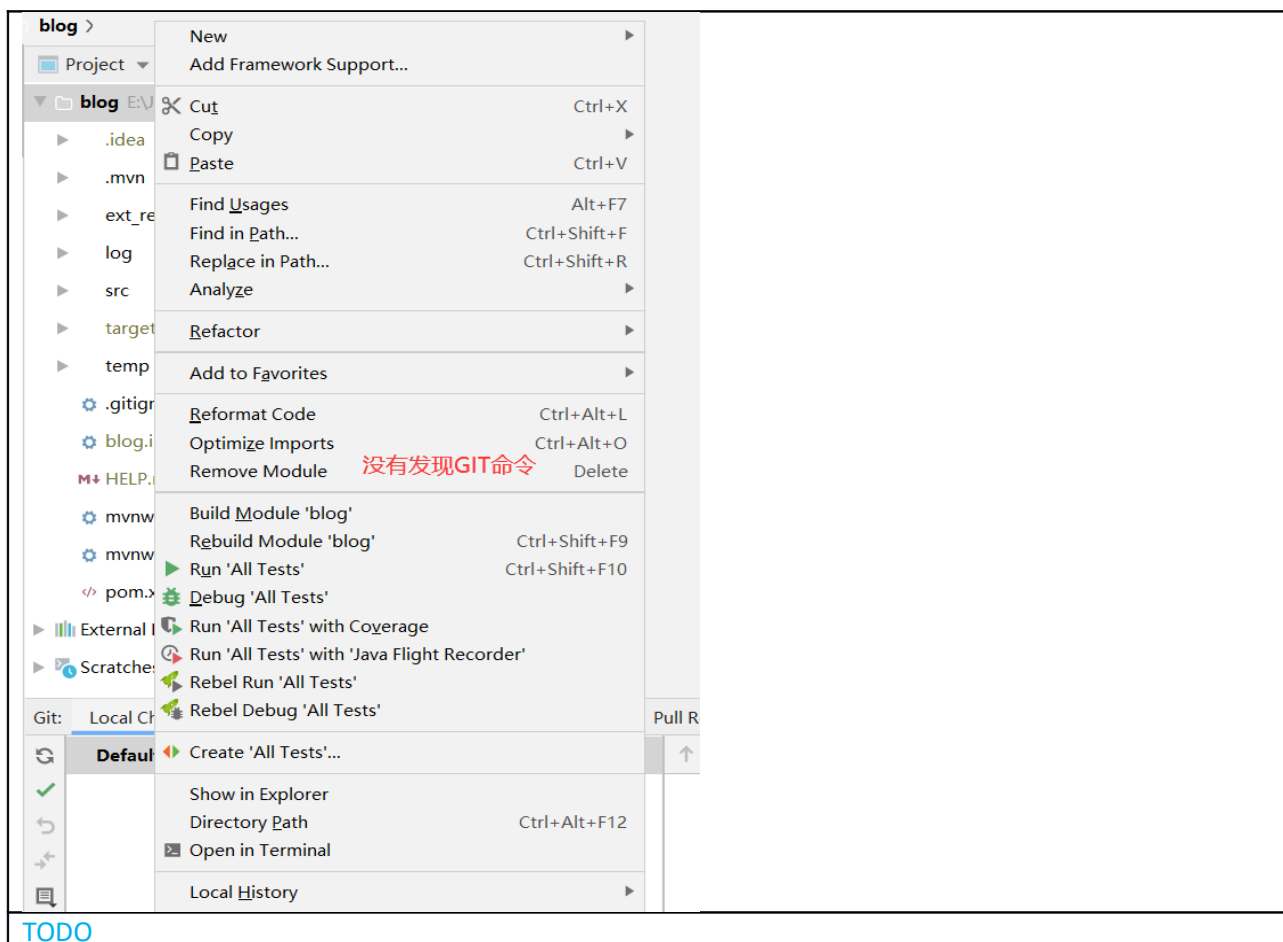 blog
Project
blog E:\J
.idea
.mvn
ext_re
log
src
target
temp
.gitigr
blog.i
HELP.
mvnw
mvnw
pom.x
External
Scratche
New
Add Framework Support...
Cut Ctrl+X
Copy
Paste Ctrl+V
Find Usages Alt+F7
Find in Path... Ctrl+Shift+F
Replace in Path... Ctrl+Shift+R
Analyze
Refactor
Add to Favorites
Reformat Code Ctrl+Alt+L
Optimize Imports Ctrl+Alt+O
Remove Module Delete
没有发现GIT命令
Build Module 'blog'
Rebuild Module 'blog' Ctrl+Shift+F9
Run 'All Tests' Ctrl+Shift+F10
Debug 'All Tests'
Run 'All Tests' with Coverage
Run 'All Tests' with 'Java Flight Recorder'
Rebel Run 'All Tests'
Rebel Debug 'All Tests'
Create 'All Tests'...
Show in Explorer
Directory Path Ctrl+Alt+F12
Open in Terminal
Local History
Git: Local Ch
Pull R
Defaul
TODO